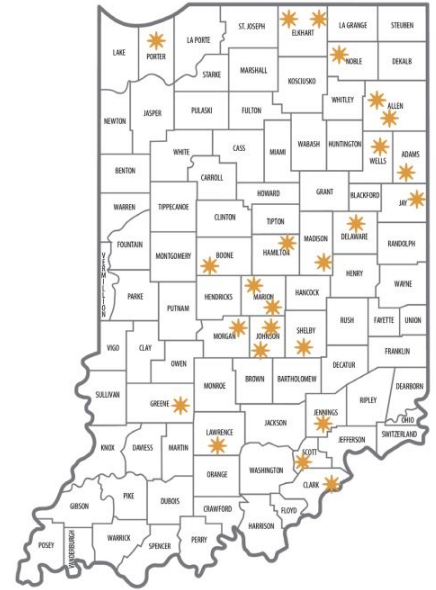 ST. JOSEPH
ELKHART
LA GRANGE
STEUBEN
LAKE
PORTER
LA PORTE
NOBLE
DEKALB
STARKE
MARSHALL
KOSCIUSKO
WHITLEY
ALLEN
NEWTON
JASPER
PULASKI
FULTON
WHITE
CASS
MIAMI
WABASH
HUNTINGTON
WELLS
ADAMS
BENTON
CARROLL
HOWARD
GRANT
BLACKFORD
JAY
WARREN
TIPPECANOE
CLINTON
TIPTON
MADISON
DELAWARE
RANDOLPH
FOUNTAIN
MONTGOMERY
BOONE
HAMILTON
VERMILLION
HENRY
WAYNE
PARKE
PUTNAM
HENDRICKS
MARION
HANCOCK
RUSH
FAYETTE
UNION
VIGO
CLAY
MORGAN
JOHNSON
SHELBY
FRANKLIN
OWEN
DECATUR
SULLIVAN
GREENE
MONROE
BROWN
BARTHOLOMEW
RIPLEY
DEARBORN
JENNINGS
OHIO
SWITZERLAND
KNOX
DAVIESS
MARTIN
LAWRENCE
JACKSON
JEFFERSON
SCOTT
ORANGE
WASHINGTON
CLARK
GIBSON
PIKE
DUBOIS
CRAWFORD
FLOYD
HARRISON
POSEY
VANDERBURGH
WARRICK
SPENCER
PERRY